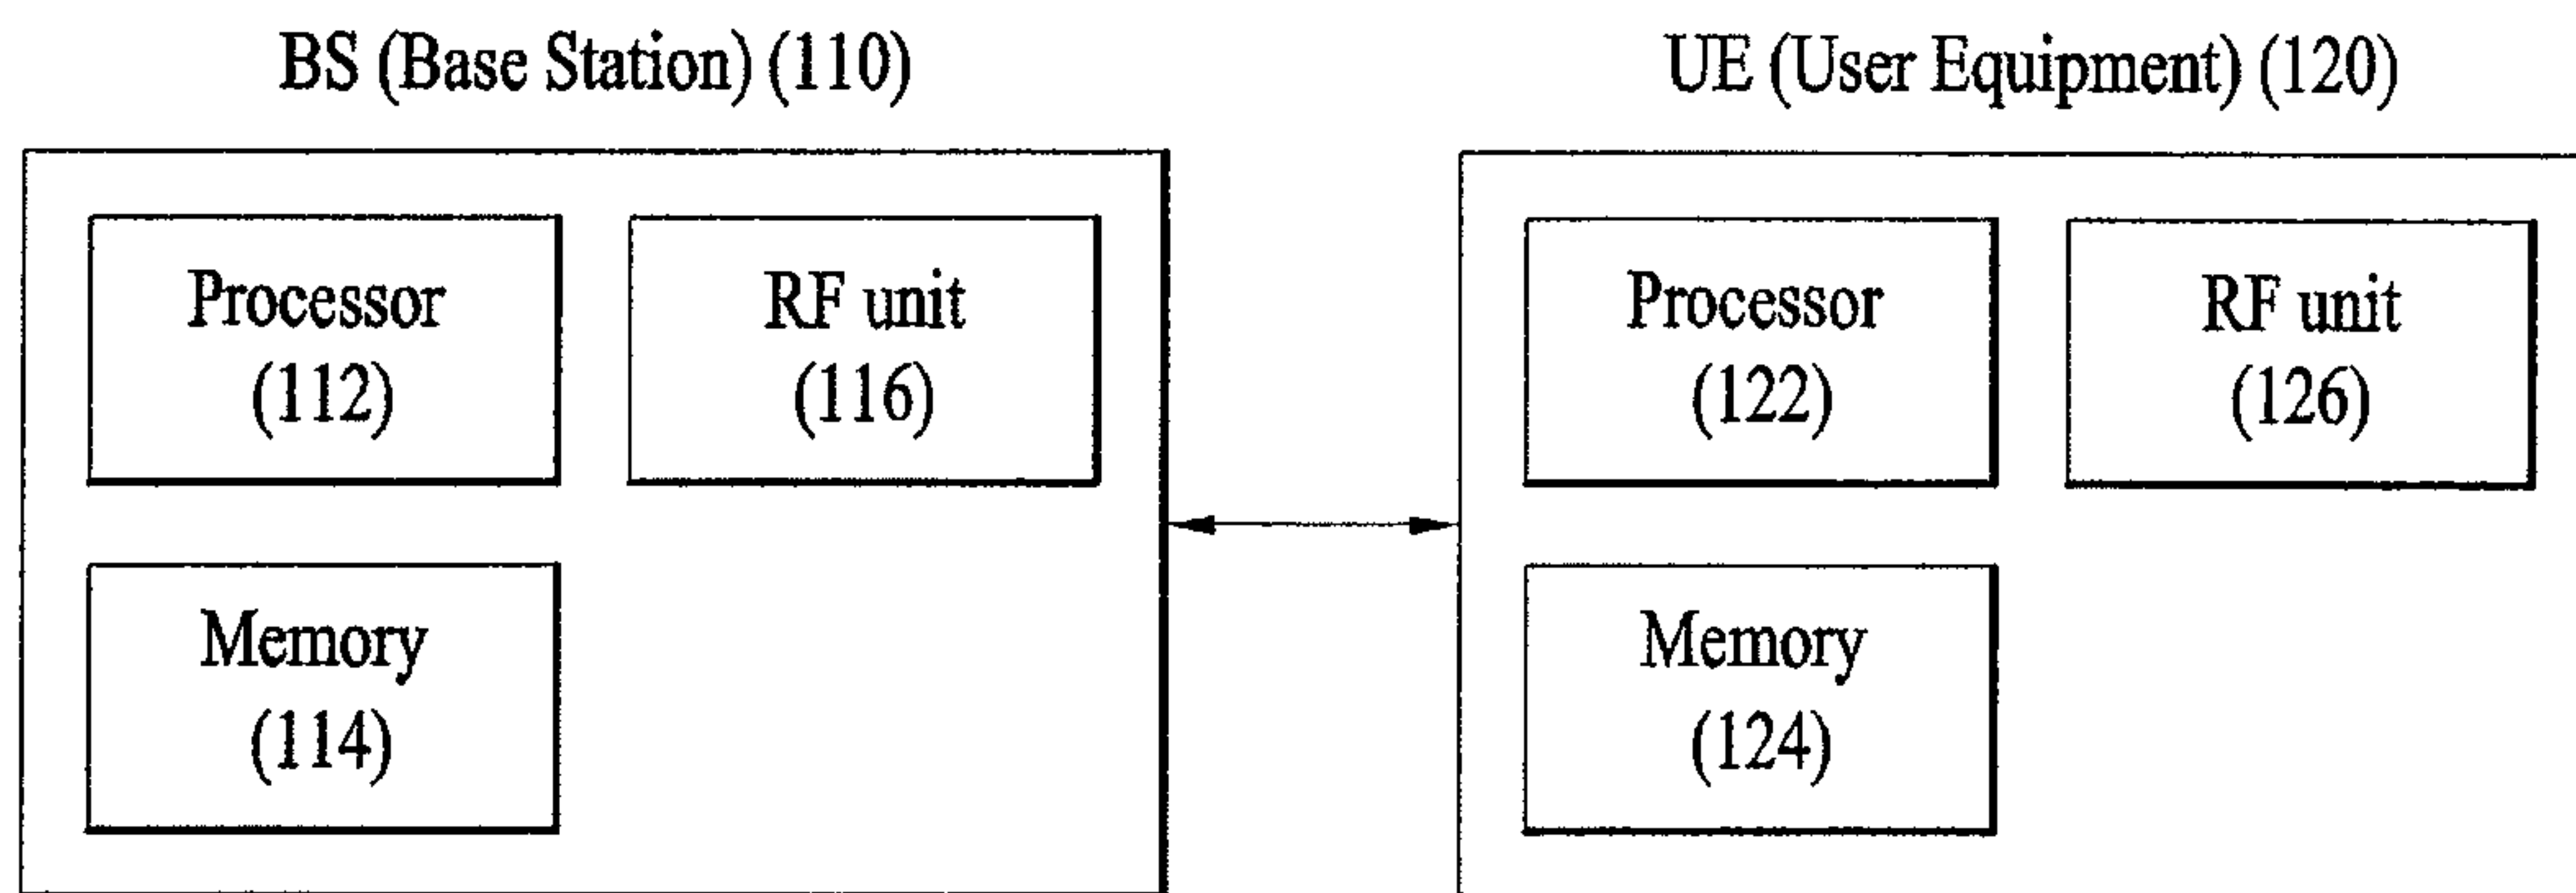 BS (Base Station) (110)
UE (User Equipment) (120)
Processor
(112)
RF unit
(116)
Memory
(114)
Processor
(122)
RF unit
(126)
Memory
(124)